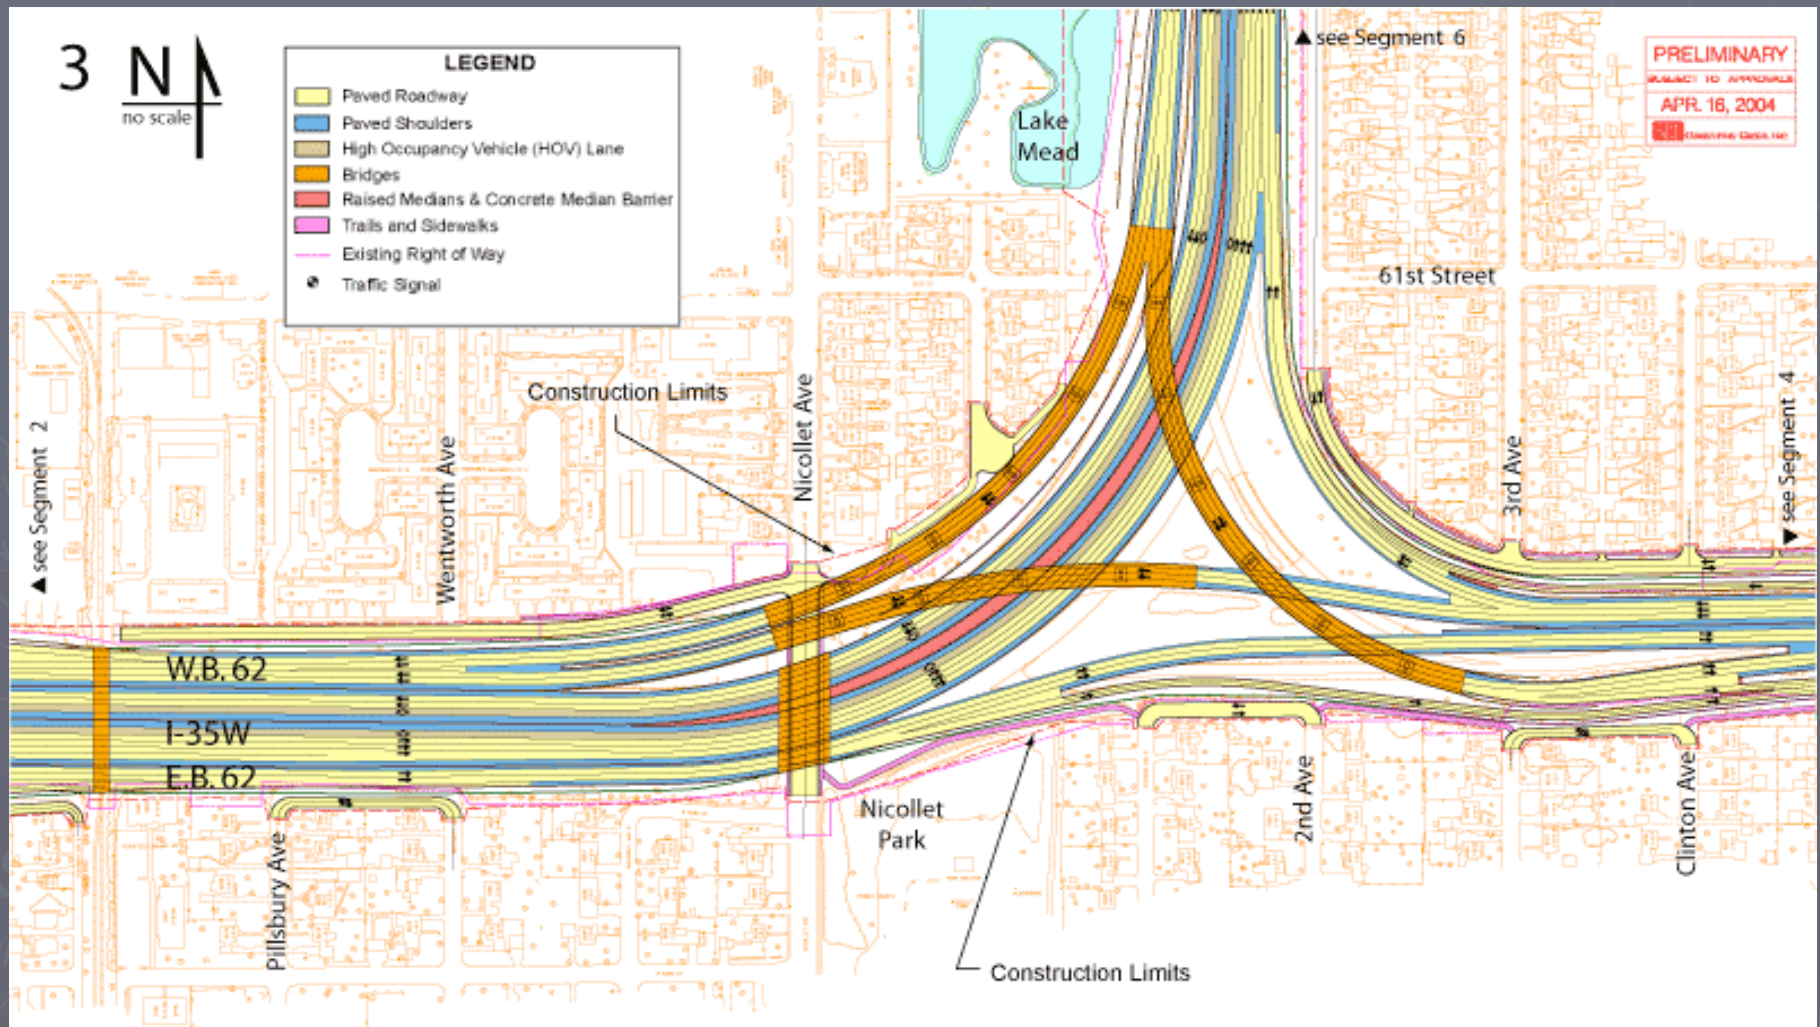 3
N
no scale
LEGEND
Paved Roadway
Paved Shoulders
High Occupancy Vehicle (HOV) Lane
Bridges
Raised Medians & Concrete Median Barrier
Trails and Sidewalks
Existing Right of Way
Traffic Signal
see Segment 6
PRELIMINARY
SUBJECT TO APPROVALS
APR. 16, 2004
Lake
Mead
61st Street
Construction Limits
Nicollet Ave
Wentworth Ave
see Segment 2
3rd Ave
see Segment 4
W.B. 62
I-35W
E.B. 62
Nicollet
Park
Pillsbury Ave
2nd Ave
Clinton Ave
Construction Limits